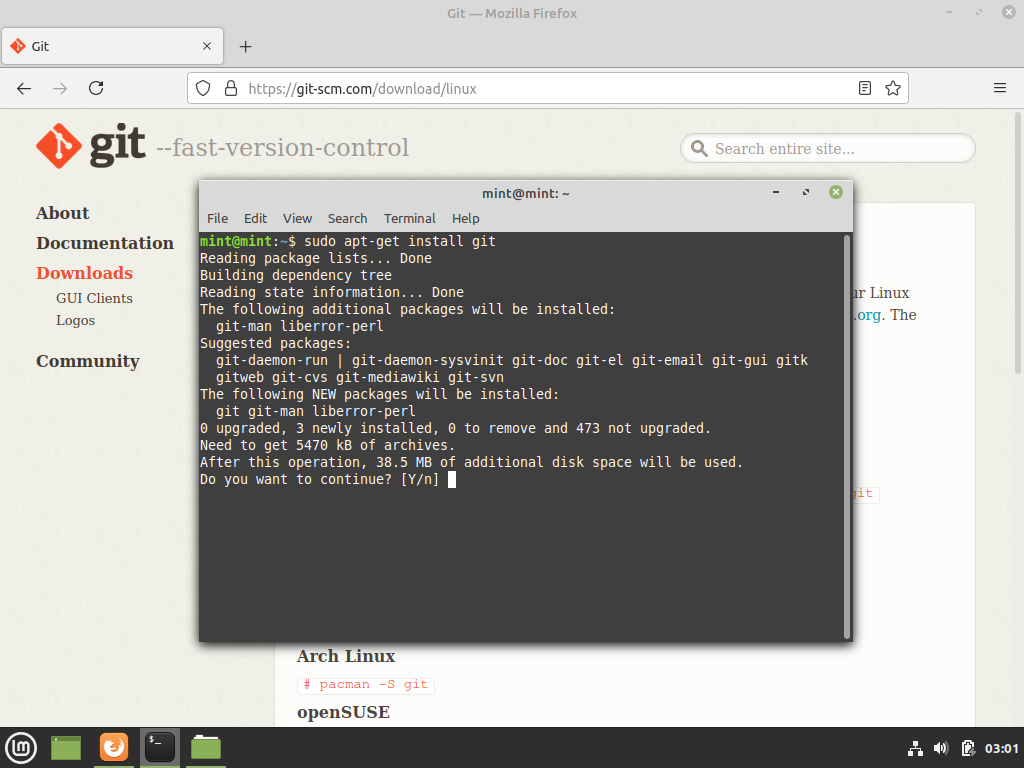 Git — Mozilla Firefox
Git
https://git-scm.com/download/linux
git --fast-version-control
Search entire site...
About
Documentation
Downloads
GUI Clients
Logos
Community
mint@mint: ~
File Edit View Search Terminal Help
mint@mint:~$ sudo apt-get install git
Reading package lists... Done
Building dependency tree
Reading state information... Done
The following additional packages will be installed:
git-man liberror-perl
Suggested packages:
git-daemon-run | git-daemon-sysvinit git-doc git-el git-email git-gui gitk
gitweb git-cvs git-mediawiki git-svn
The following NEW packages will be installed:
git git-man liberror-perl
0 upgraded, 3 newly installed, 0 to remove and 473 not upgraded.
Need to get 5470 kB of archives.
After this operation, 38.5 MB of additional disk space will be used.
Do you want to continue? [Y/n]
Linux
.org. The
git
Arch Linux
# pacman -S git
openSUSE
$_
03:01